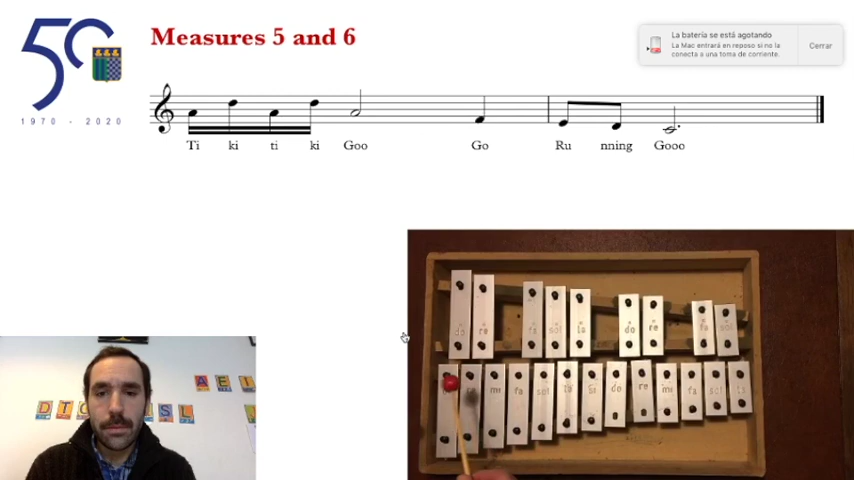 50
1970 - 2020
Measures 5 and 6
La batería se está agotando
La Mac entrará en reposo si no la
conecta a una toma de corriente.
Cerrar
Ti ki ti ki Goo Go Ru nning Gooo
do re fa sol la do re fa sol
mi fa sol la si do re mi fa sol la
A E I
D T C S L